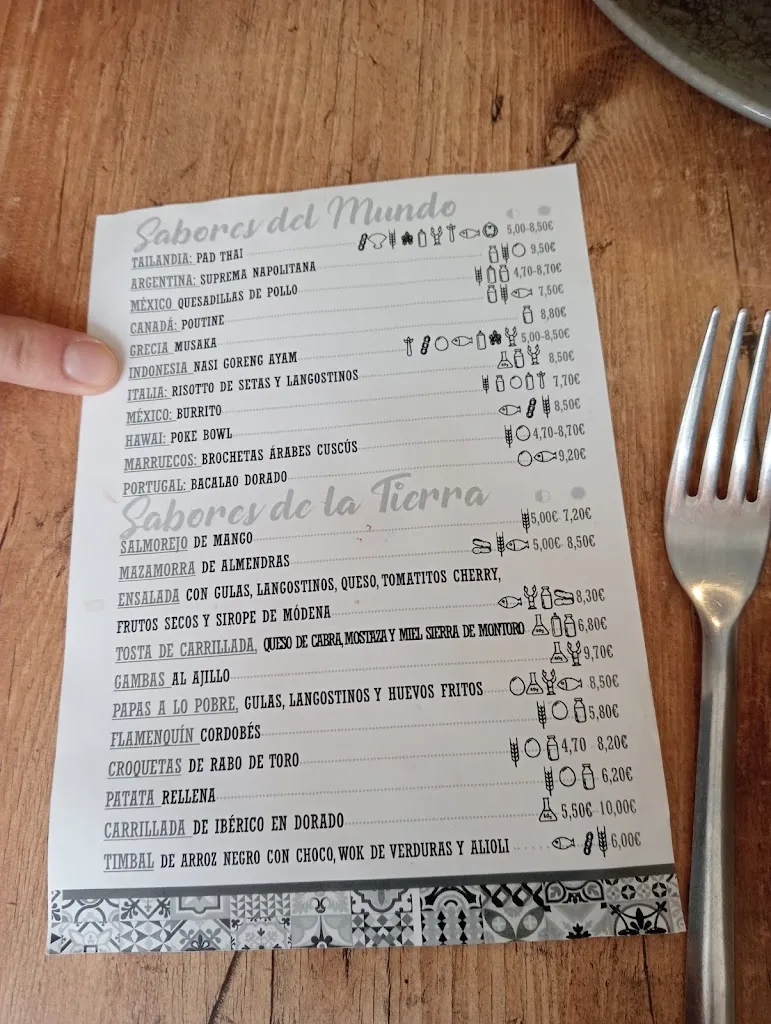 Sabores del Mundo
TAILANDIA: PAD THAI 5,00-8,50€
ARGENTINA: SUPREMA NAPOLITANA 9,50€
MÉXICO QUESADILLAS DE POLLO 4,70-8,70€
CANADÁ: POUTINE 7,50€
GRECIA MUSAKA 8,80€
INDONESIA NASI GORENG AYAM 5,00-8,50€
ITALIA: RISOTTO DE SETAS Y LANGOSTINOS 8,50€
MÉXICO: BURRITO 7,70€
HAWAI: POKE BOWL 8,50€
MARRUECOS: BROCHETAS ÁRABES CUSCÚS 4,70-8,70€
PORTUGAL: BACALAO DORADO 9,20€
Sabores de la Tierra
SALMOREJO DE MANGO 5,00€ 7,20€
MAZAMORRA DE ALMENDRAS 5,00€ 8,50€
ENSALADA CON GULAS, LANGOSTINOS, QUESO, TOMATITOS CHERRY,
FRUTOS SECOS Y SIROPE DE MÓDENA 8,30€
TOSTA DE CARRILLADA, QUESO DE CABRA, MOSTAZA Y MIEL SIERRA DE MONTORO 6,80€
GAMBAS AL AJILLO 9,70€
PAPAS A LO POBRE, GULAS, LANGOSTINOS Y HUEVOS FRITOS 8,50€
FLAMENQUÍN CORDOBÉS 5,80€
CROQUETAS DE RABO DE TORO 4,70 8,20€
PATATA RELLENA 6,20€
CARRILLADA DE IBÉRICO EN DORADO 5,50€ 10,00€
TIMBAL DE ARROZ NEGRO CON CHOCO, WOK DE VERDURAS Y ALIOLI 6,00€